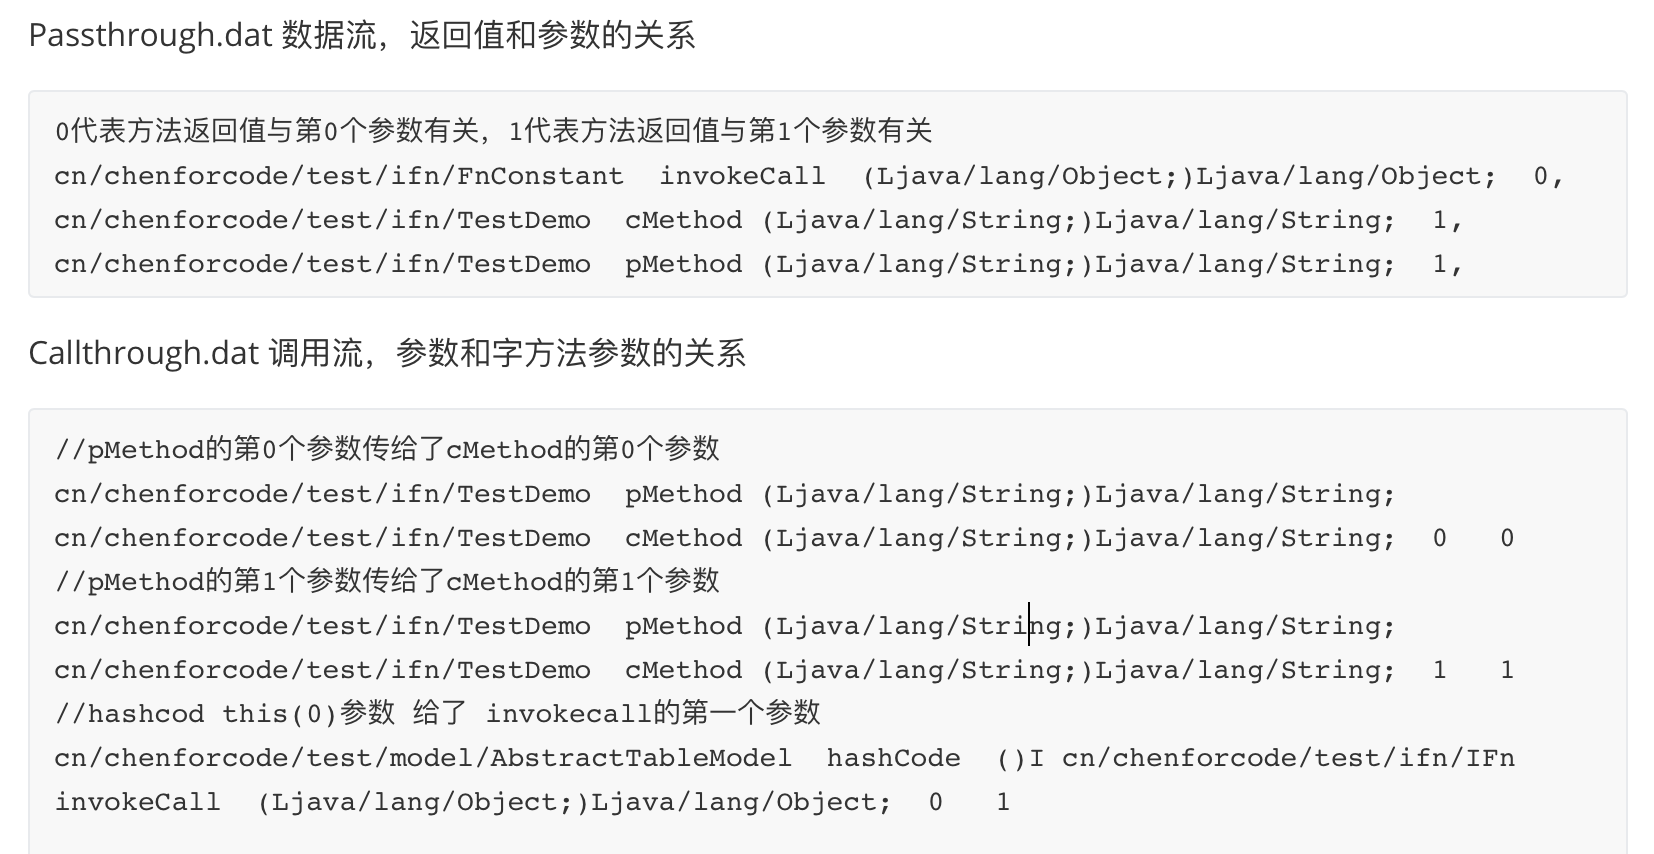 Passthrough.dat 数据流，返回值和参数的关系
0代表方法返回值与第0个参数有关，1代表方法返回值与第1个参数有关
cn/chenforcode/test/ifn/FnConstant  invokeCall  (Ljava/lang/Object;)Ljava/lang/Object;  0,
cn/chenforcode/test/ifn/TestDemo  cMethod (Ljava/lang/String;)Ljava/lang/String;  1,
cn/chenforcode/test/ifn/TestDemo  pMethod (Ljava/lang/String;)Ljava/lang/String;  1,
Callthrough.dat 调用流，参数和字方法参数的关系
//pMethod的第0个参数传给了cMethod的第0个参数
cn/chenforcode/test/ifn/TestDemo  pMethod (Ljava/lang/String;)Ljava/lang/String;
cn/chenforcode/test/ifn/TestDemo  cMethod (Ljava/lang/String;)Ljava/lang/String;  0   0
//pMethod的第1个参数传给了cMethod的第1个参数
cn/chenforcode/test/ifn/TestDemo  pMethod (Ljava/lang/String;)Ljava/lang/String;
cn/chenforcode/test/ifn/TestDemo  cMethod (Ljava/lang/String;)Ljava/lang/String;  1   1
//hashcod this(0)参数 给了 invokecall的第一个参数
cn/chenforcode/test/model/AbstractTableModel  hashCode  ()I cn/chenforcode/test/ifn/IFn
invokeCall  (Ljava/lang/Object;)Ljava/lang/Object;  0   1